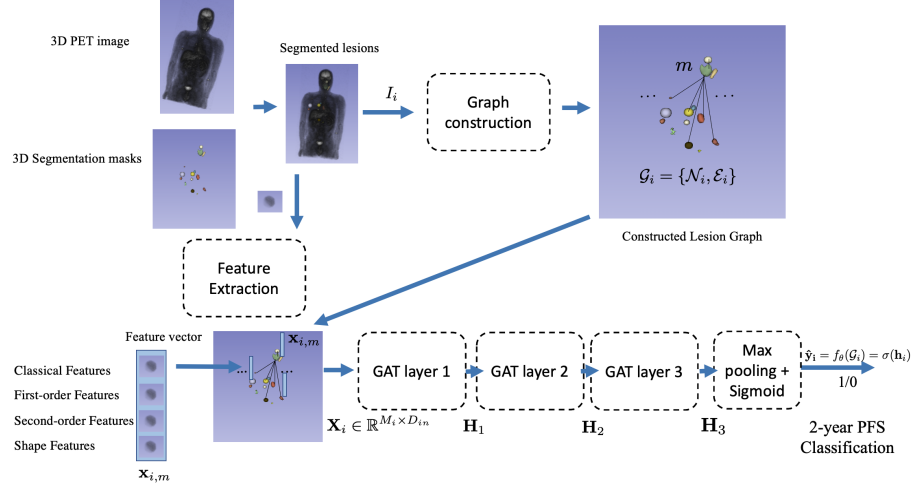 3D PET image
Segmented lesions
3D Segmentation masks
I_i
Graph
construction
m
... ...
𝒢_i = {𝒩_i, ℰ_i}
Constructed Lesion Graph
Feature
Extraction
Feature vector
Classical Features
First-order Features
Second-order Features
Shape Features
x_{i,m}
x_{i,m}
... ...
X_i ∈ ℝ^{M_i×D_{in}}
GAT layer 1
H_1
GAT layer 2
H_2
GAT layer 3
H_3
Max
pooling +
Sigmoid
ŷ_i = f_θ(𝒢_i) = σ(h_i)
1/0
2-year PFS
Classification